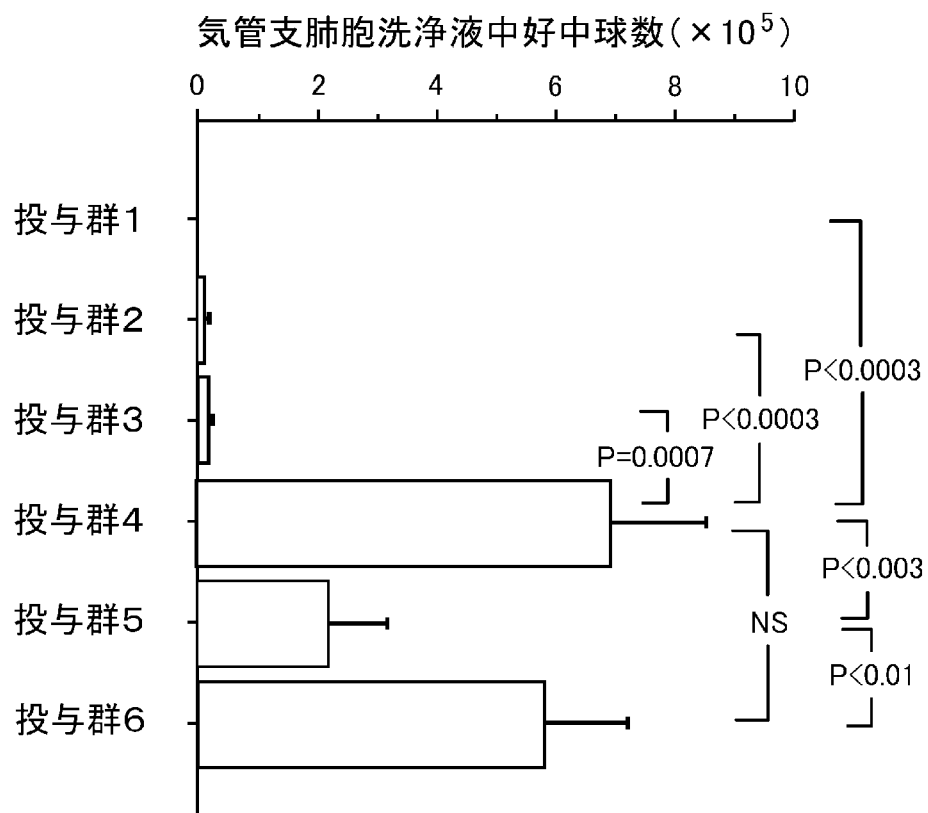 気管支肺胞洗浄液中好中球数(×10⁵)
0 2 4 6 8 10
投与群1
投与群2
投与群3
投与群4
投与群5
投与群6
P<0.0003
P<0.0003
P=0.0007
P<0.003
NS
P<0.01